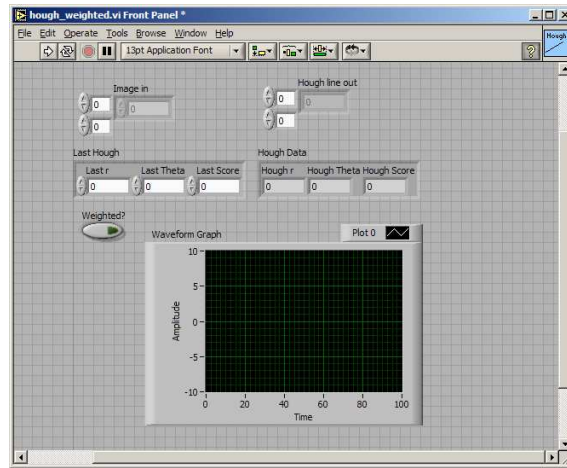 hough_weighted.vi Front Panel *
File Edit Operate Tools Browse Window Help
13pt Application Font
Hough
Image in
0
0
0
Hough line out
0
0
0
Last Hough
Last r Last Theta Last Score
0 0 0
Hough Data
Hough r Hough Theta Hough Score
0 0 0
Weighted?
Waveform Graph
Plot 0
Amplitude
10
5
0
-5
-10
0 20 40 60 80 100
Time